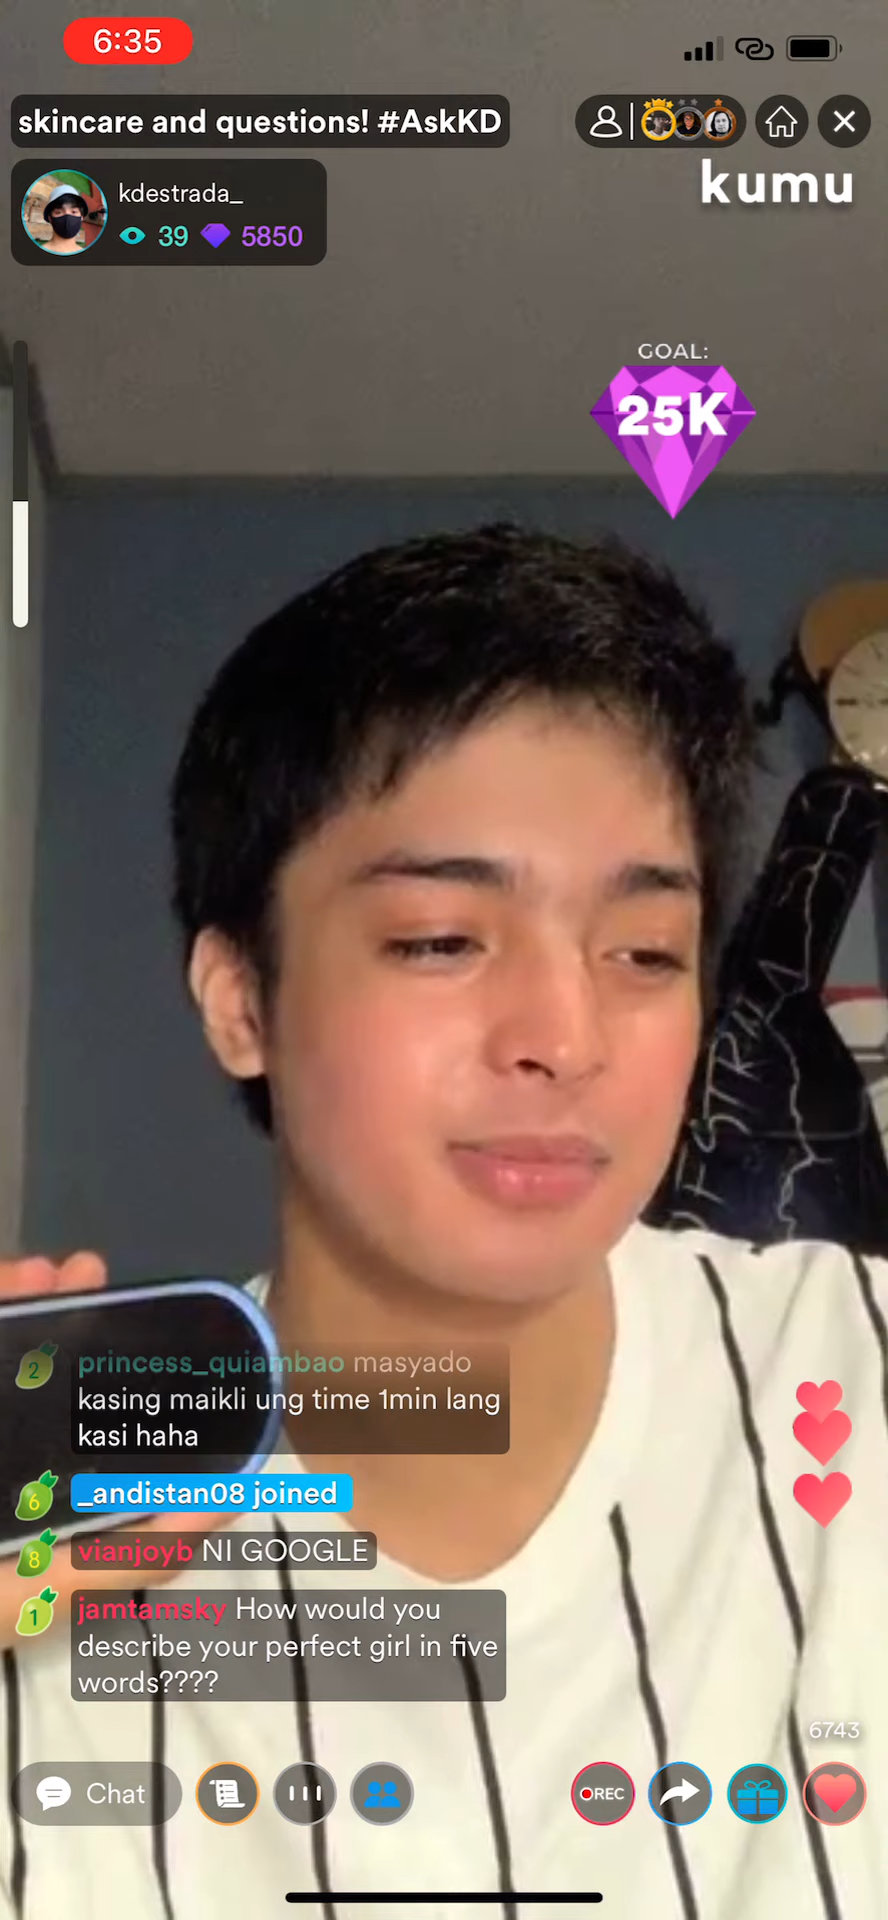 6:35
skincare and questions! #AskKD
kdestrada_
39 5850
kumu
GOAL:
25K
2
princess_quiambao masyado
kasing maikli ung time 1min lang
kasi haha
6
_andistan08 joined
8
vianjoyb NI GOOGLE
1
jamtamsky How would you
describe your perfect girl in five
words????
6743
Chat
REC